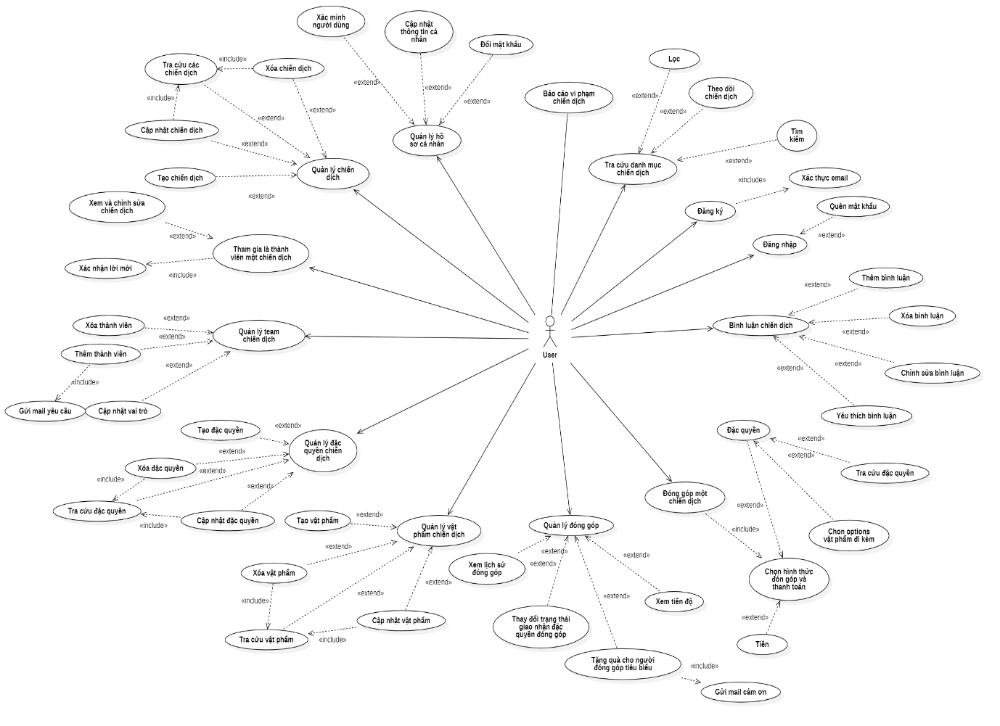 Xác minh
người dùng
Cập nhật
thông tin cá
nhân
Đổi mật khẩu
«extend»
«extend»
«extend»
Quản lý hồ
sơ cá nhân
Tra cứu các
chiến dịch
«include»
Xóa chiến dịch
«include»
«extend»
«extend»
Cập nhật chiến dịch
«extend»
Tạo chiến dịch
«extend»
Quản lý chiến
dịch
Báo cáo vi phạm
chiến dịch
Lọc
Theo dõi
chiến dịch
Tìm
kiếm
«extend»
«extend»
«extend»
Tra cứu danh mục
chiến dịch
«include»
Xác thực email
Đăng ký
Quên mật khẩu
«extend»
Đăng nhập
Xem và chỉnh sửa
chiến dịch
«extend»
Tham gia là thành
viên một chiến dịch
Xác nhận lời mời
«include»
Thêm bình luận
«extend»
Xóa bình luận
«extend»
Bình luận chiến dịch
Chỉnh sửa bình luận
«extend»
«extend»
Yêu thích bình luận
User
Xóa thành viên
«extend»
Quản lý team
chiến dịch
«extend»
Thêm thành viên
«extend»
«include»
Gửi mail yêu cầu
Cập nhật vai trò
Tạo đặc quyền
«extend»
Quản lý đặc
quyền chiến
dịch
«extend»
Xóa đặc quyền
«extend»
«include»
«extend»
Tra cứu đặc quyền
Cập nhật đặc quyền
«include»
Đặc quyền
«extend»
«extend»
Tra cứu đặc quyền
Đóng góp một
chiến dịch
«extend»
«include»
Chon options
vật phẩm đi kèm
Chọn hình thức
đón góp và
thanh toán
«extend»
Tiền
Tạo vật phẩm
«extend»
Quản lý vật
phẩm chiến dịch
«extend»
Xóa vật phẩm
«extend»
«include»
«extend»
Cập nhật vật phẩm
Tra cứu vật phẩm
«include»
Quản lý đóng góp
«extend»
«extend»
«extend»
Xem lịch sử
đóng góp
«extend»
Xem tiến độ
Thay đổi trạng thái
giao nhận đặc
quyền đóng góp
Tặng quà cho người
đóng góp tiêu biểu
«include»
Gửi mail cảm ơn